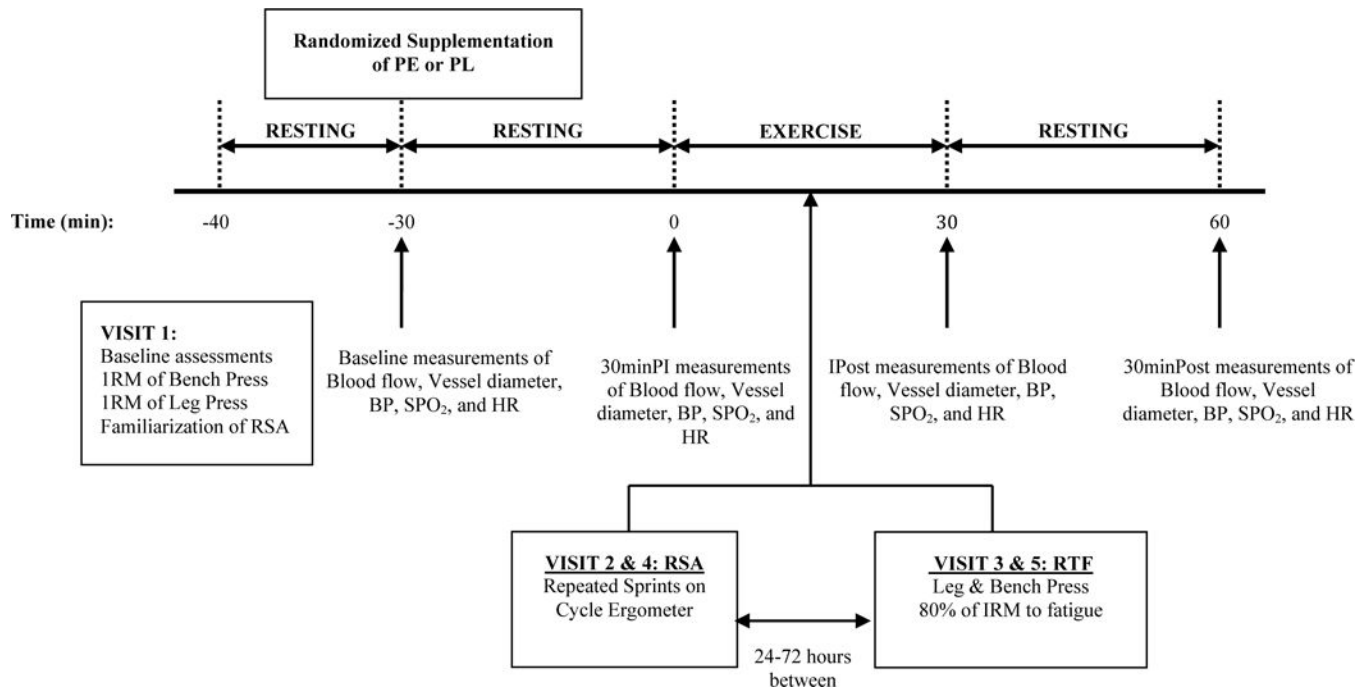 Randomized Supplementation
of PE or PL
RESTING
RESTING
EXERCISE
RESTING
Time (min):
-40
-30
0
30
60
VISIT 1:
Baseline assessments
1RM of Bench Press
1RM of Leg Press
Familiarization of RSA
Baseline measurements of
Blood flow, Vessel diameter,
BP, SPO₂, and HR
30minPI measurements
of Blood flow, Vessel
diameter, BP, SPO₂, and
HR
IPost measurements of Blood
flow, Vessel diameter, BP,
SPO₂, and HR
30minPost measurements of
Blood flow, Vessel
diameter, BP, SPO₂, and HR
VISIT 2 & 4: RSA
Repeated Sprints on
Cycle Ergometer
VISIT 3 & 5: RTF
Leg & Bench Press
80% of IRM to fatigue
24-72 hours
between